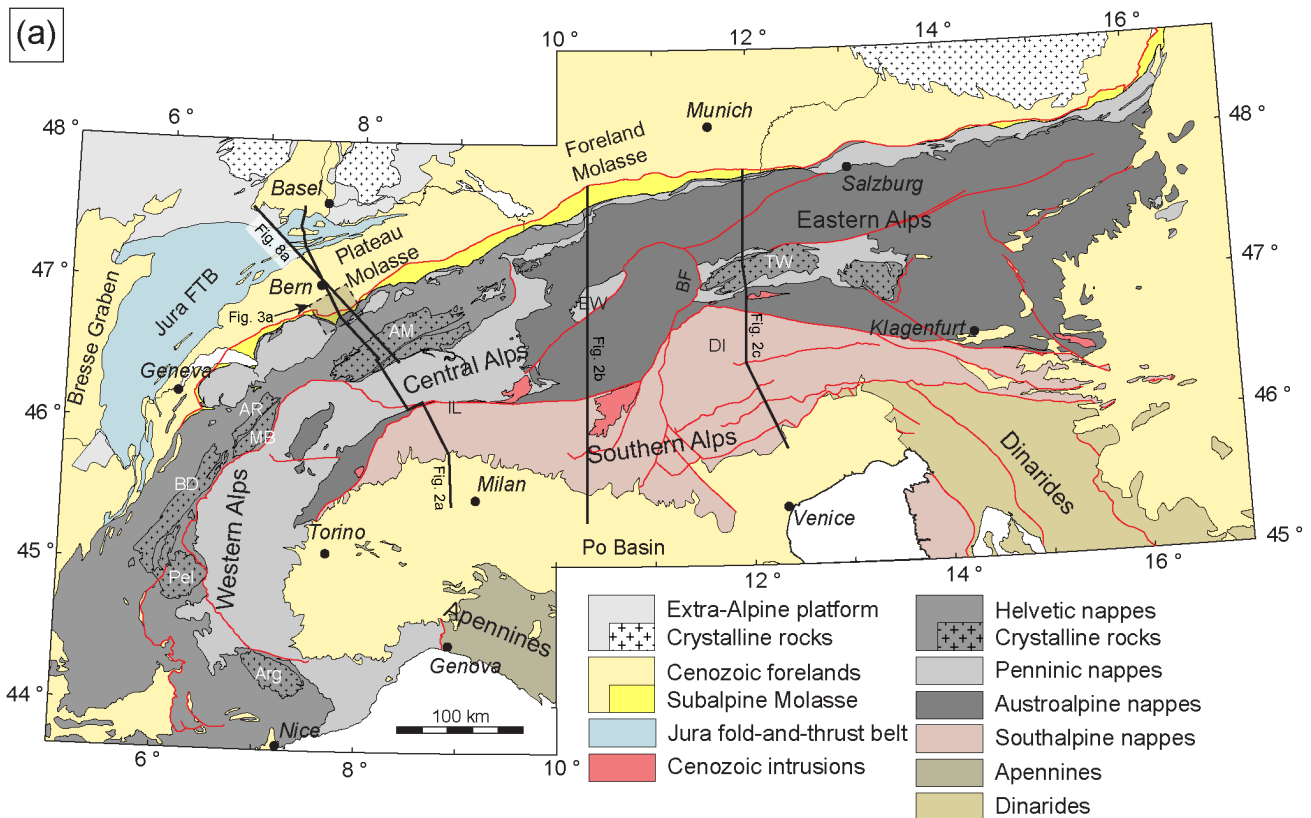 (a)
10 °
12 °
14 °
16 °
48 °
6 °
8 °
48 °
47 °
46 °
45 °
44 °
47 °
46 °
45 °
6 °
8 °
10 °
12 °
14 °
16 °
Munich
Foreland
Molasse
Basel
Salzburg
Eastern Alps
Fig. 8a
Plateau
Molasse
Bern
Fig. 3a
Jura FTB
Bresse Graben
Geneva
AM
Central Alps
EW
BF
TW
Fig. 2b
Fig. 2c
DI
Klagenfurt
IL
AR
MB
BD
Southern Alps
Fig. 2a
Milan
Dinarides
Venice
Torino
Western Alps
Po Basin
Pel
Apennines
Genova
Arg
Nice
100 km
Extra-Alpine platform
Crystalline rocks
Cenozoic forelands
Subalpine Molasse
Jura fold-and-thrust belt
Cenozoic intrusions
Helvetic nappes
Crystalline rocks
Penninic nappes
Austroalpine nappes
Southalpine nappes
Apennines
Dinarides